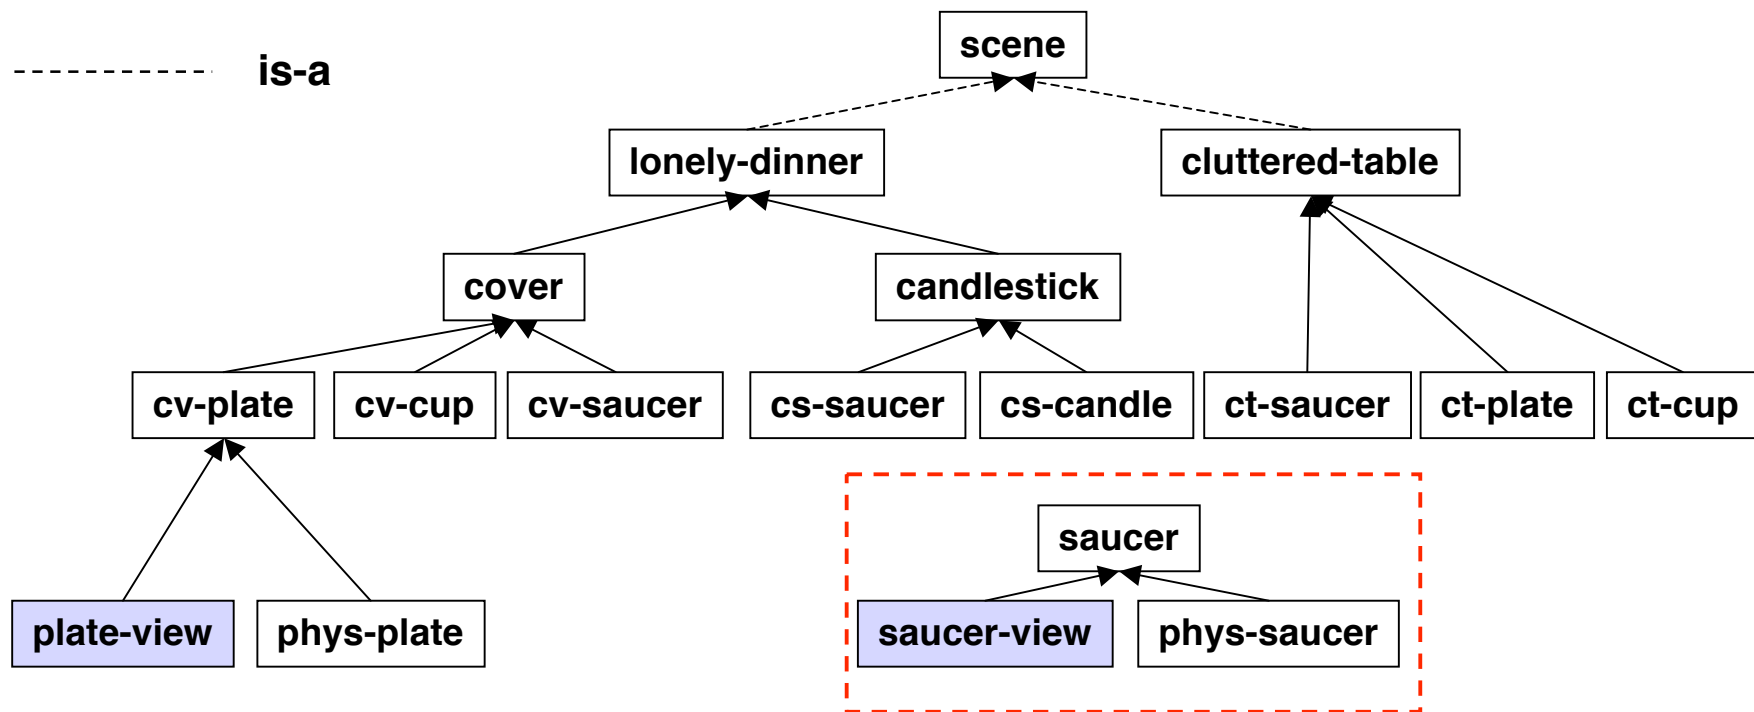 scene
is-a
lonely-dinner
cluttered-table
cover
candlestick
cv-plate
cv-cup
cv-saucer
cs-saucer
cs-candle
ct-saucer
ct-plate
ct-cup
saucer
plate-view
phys-plate
saucer-view
phys-saucer